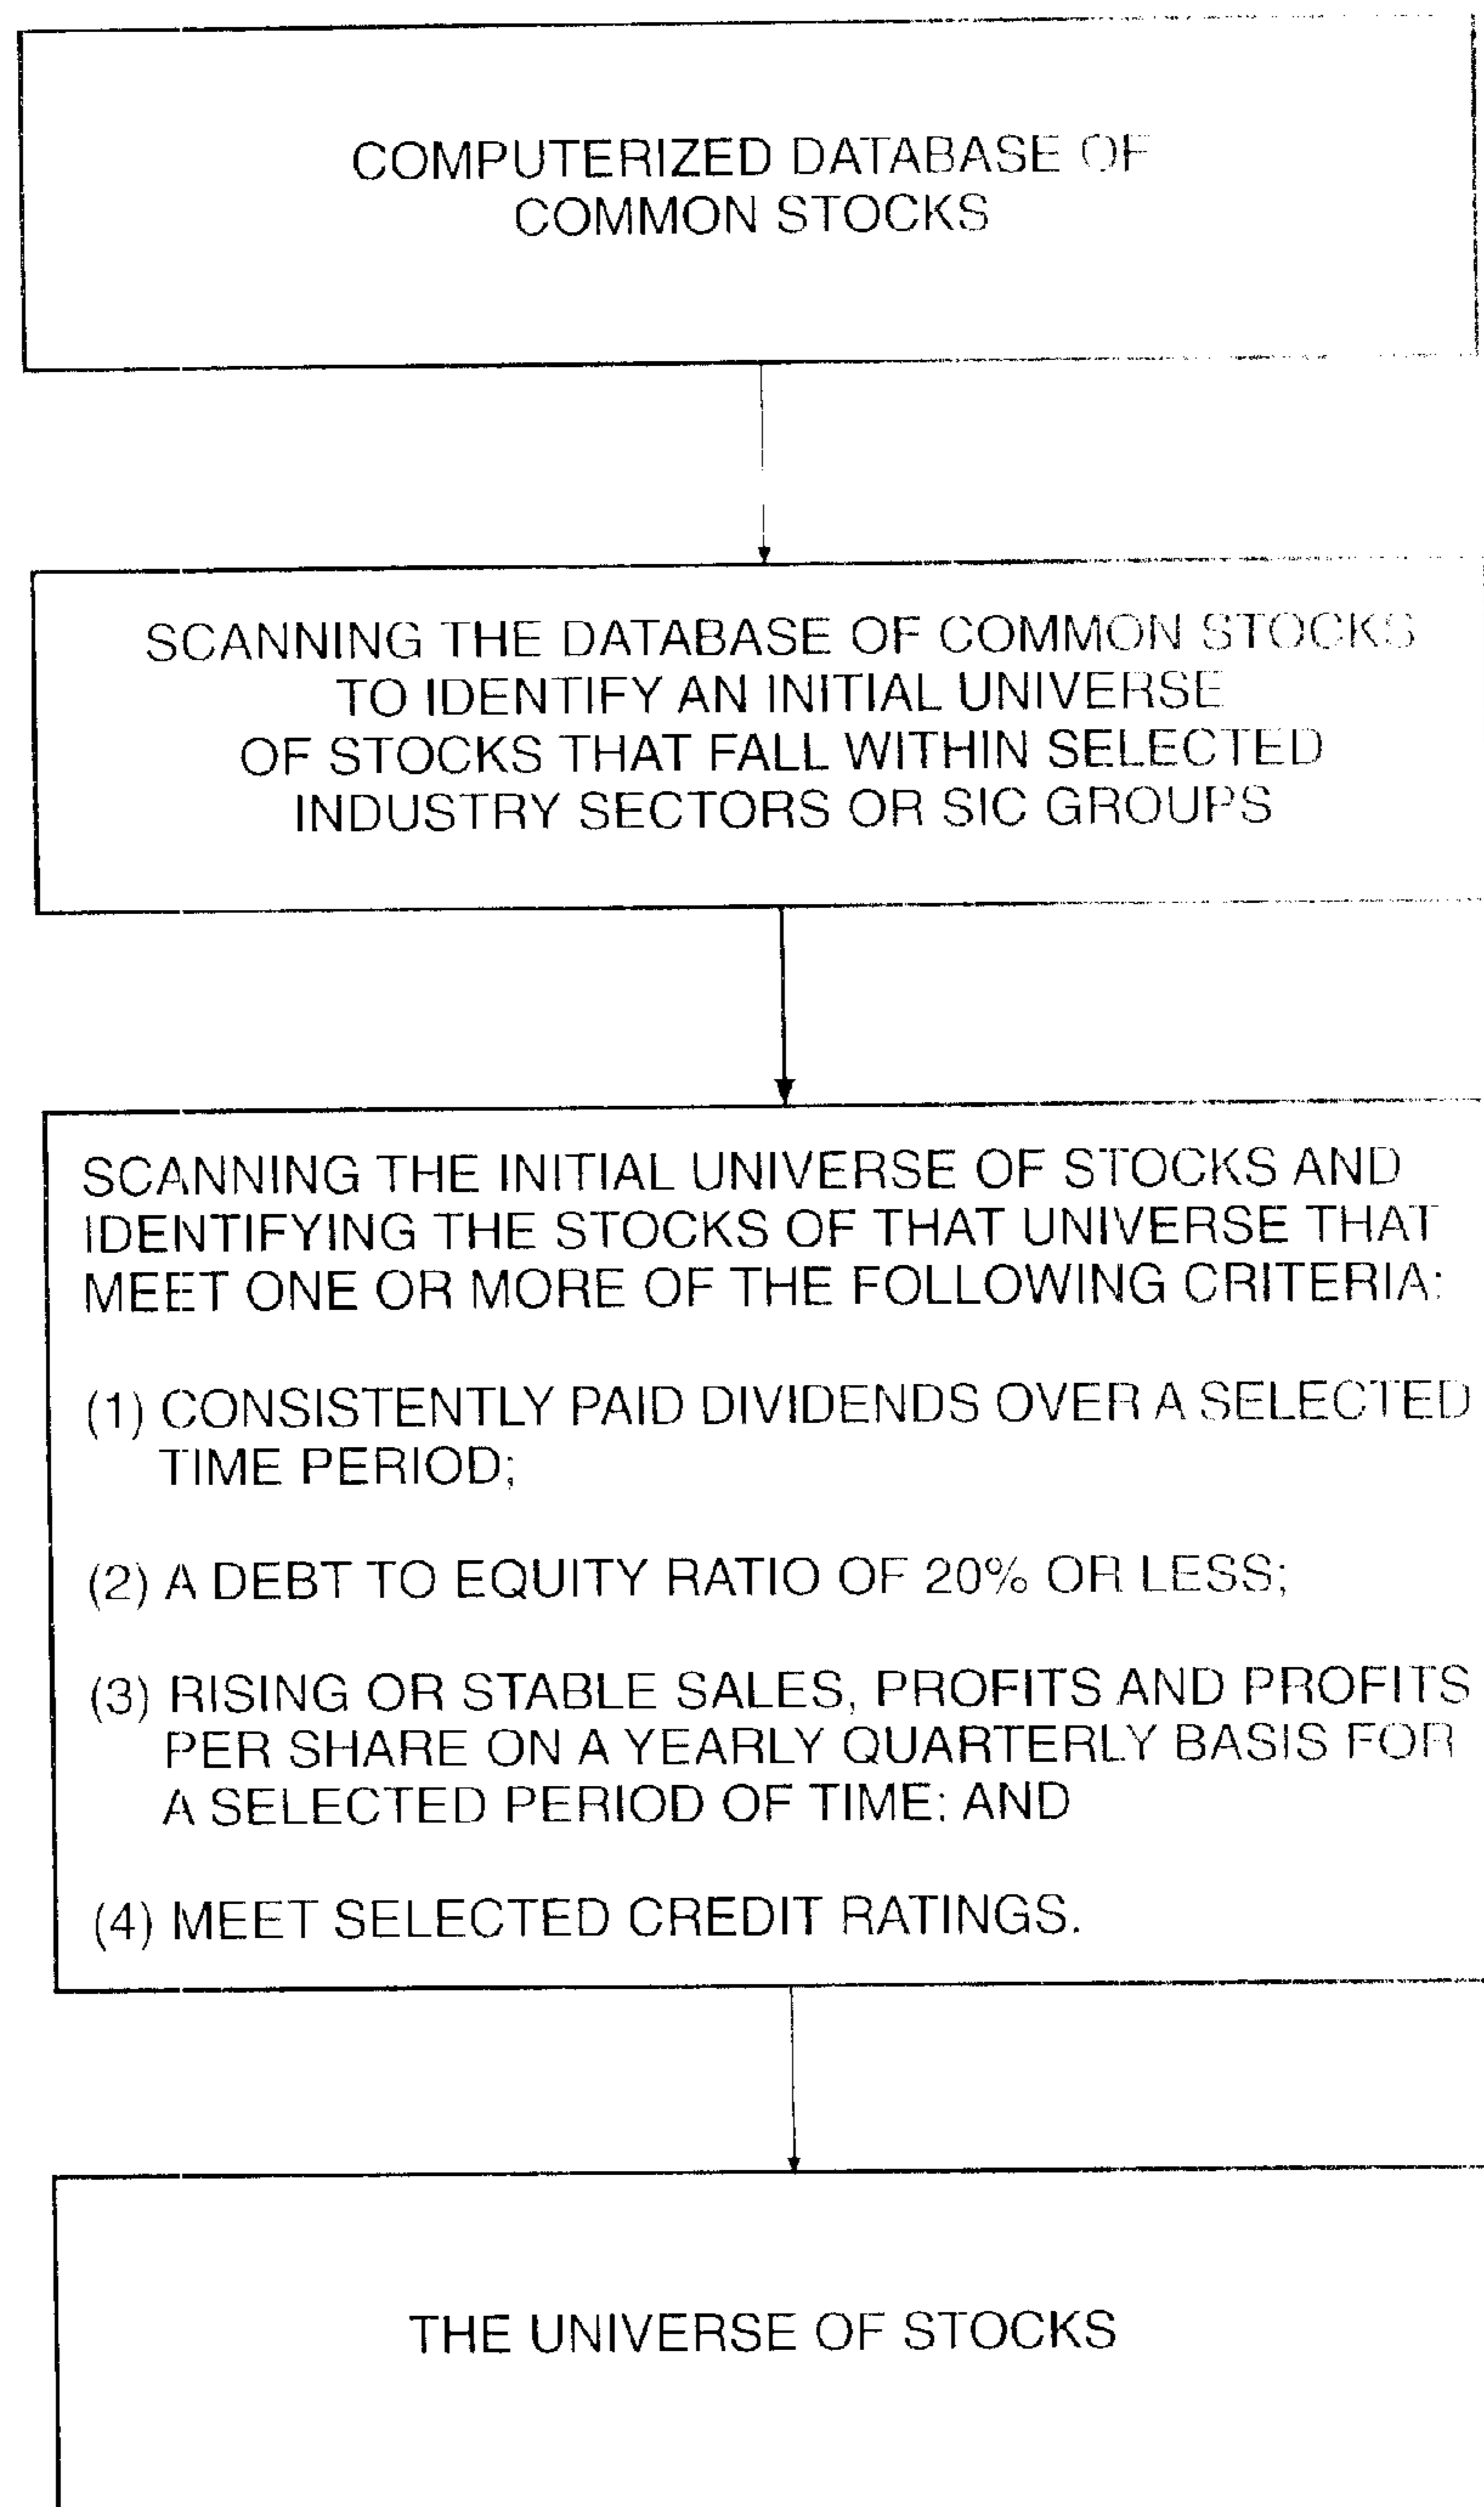 COMPUTERIZED DATABASE OF
COMMON STOCKS
SCANNING THE DATABASE OF COMMON STOCKS
TO IDENTIFY AN INITIAL UNIVERSE
OF STOCKS THAT FALL WITHIN SELECTED
INDUSTRY SECTORS OR SIC GROUPS
SCANNING THE INITIAL UNIVERSE OF STOCKS AND
IDENTIFYING THE STOCKS OF THAT UNIVERSE THAT
MEET ONE OR MORE OF THE FOLLOWING CRITERIA:
(1) CONSISTENTLY PAID DIVIDENDS OVER A SELECTED
TIME PERIOD;
(2) A DEBT TO EQUITY RATIO OF 20% OR LESS;
(3) RISING OR STABLE SALES, PROFITS AND PROFITS
PER SHARE ON A YEARLY QUARTERLY BASIS FOR
A SELECTED PERIOD OF TIME; AND
(4) MEET SELECTED CREDIT RATINGS.
THE UNIVERSE OF STOCKS